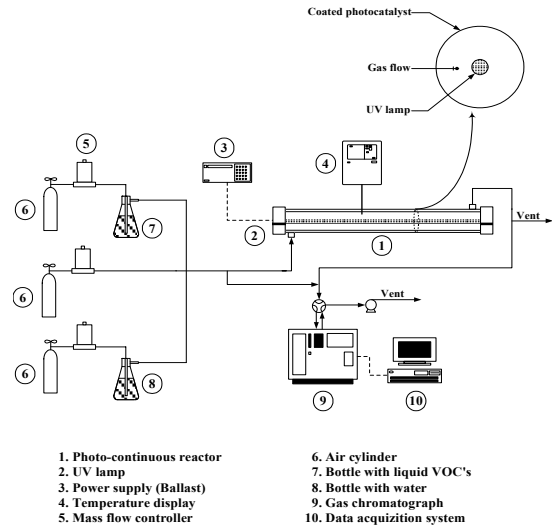 Coated photocatalyst
Gas flow
UV lamp
5
3
4
6
7
2
1
Vent
6
Vent
6
8
9
10
1. Photo-continuous reactor
2. UV lamp
3. Power supply (Ballast)
4. Temperature display
5. Mass flow controller
6. Air cylinder
7. Bottle with liquid VOC's
8. Bottle with water
9. Gas chromatograph
10. Data acquizition system